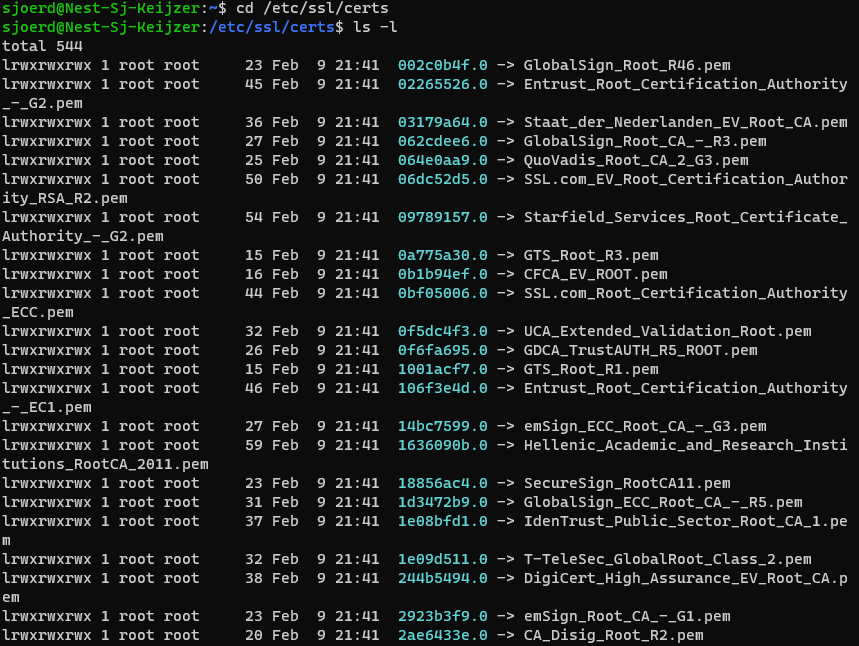 sjoerd@Nest-Sj-Keijzer:~$ cd /etc/ssl/certs
sjoerd@Nest-Sj-Keijzer:/etc/ssl/certs$ ls -l
total 544
lrwxrwxrwx 1 root root     23 Feb  9 21:41  002c0b4f.0 -> GlobalSign_Root_R46.pem
lrwxrwxrwx 1 root root     45 Feb  9 21:41  02265526.0 -> Entrust_Root_Certification_Authority
_-_G2.pem
lrwxrwxrwx 1 root root     36 Feb  9 21:41  03179a64.0 -> Staat_der_Nederlanden_EV_Root_CA.pem
lrwxrwxrwx 1 root root     27 Feb  9 21:41  062cdee6.0 -> GlobalSign_Root_CA_-_R3.pem
lrwxrwxrwx 1 root root     25 Feb  9 21:41  064e0aa9.0 -> QuoVadis_Root_CA_2_G3.pem
lrwxrwxrwx 1 root root     50 Feb  9 21:41  06dc52d5.0 -> SSL.com_EV_Root_Certification_Author
ity_RSA_R2.pem
lrwxrwxrwx 1 root root     54 Feb  9 21:41  09789157.0 -> Starfield_Services_Root_Certificate_
Authority_-_G2.pem
lrwxrwxrwx 1 root root     15 Feb  9 21:41  0a775a30.0 -> GTS_Root_R3.pem
lrwxrwxrwx 1 root root     16 Feb  9 21:41  0b1b94ef.0 -> CFCA_EV_ROOT.pem
lrwxrwxrwx 1 root root     44 Feb  9 21:41  0bf05006.0 -> SSL.com_Root_Certification_Authority
_ECC.pem
lrwxrwxrwx 1 root root     32 Feb  9 21:41  0f5dc4f3.0 -> UCA_Extended_Validation_Root.pem
lrwxrwxrwx 1 root root     26 Feb  9 21:41  0f6fa695.0 -> GDCA_TrustAUTH_R5_ROOT.pem
lrwxrwxrwx 1 root root     15 Feb  9 21:41  1001acf7.0 -> GTS_Root_R1.pem
lrwxrwxrwx 1 root root     46 Feb  9 21:41  106f3e4d.0 -> Entrust_Root_Certification_Authority
_-_EC1.pem
lrwxrwxrwx 1 root root     27 Feb  9 21:41  14bc7599.0 -> emSign_ECC_Root_CA_-_G3.pem
lrwxrwxrwx 1 root root     59 Feb  9 21:41  1636090b.0 -> Hellenic_Academic_and_Research_Insti
tutions_RootCA_2011.pem
lrwxrwxrwx 1 root root     23 Feb  9 21:41  18856ac4.0 -> SecureSign_RootCA11.pem
lrwxrwxrwx 1 root root     31 Feb  9 21:41  1d3472b9.0 -> GlobalSign_ECC_Root_CA_-_R5.pem
lrwxrwxrwx 1 root root     37 Feb  9 21:41  1e08bfd1.0 -> IdenTrust_Public_Sector_Root_CA_1.pe
m
lrwxrwxrwx 1 root root     32 Feb  9 21:41  1e09d511.0 -> T-TeleSec_GlobalRoot_Class_2.pem
lrwxrwxrwx 1 root root     38 Feb  9 21:41  244b5494.0 -> DigiCert_High_Assurance_EV_Root_CA.p
em
lrwxrwxrwx 1 root root     23 Feb  9 21:41  2923b3f9.0 -> emSign_Root_CA_-_G1.pem
lrwxrwxrwx 1 root root     20 Feb  9 21:41  2ae6433e.0 -> CA_Disig_Root_R2.pem